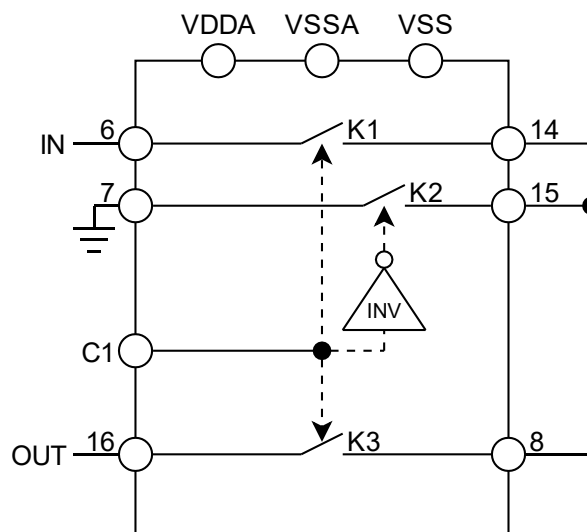 VDDA VSSA VSS
6 14
IN K1
7 15
K2
INV
C1
16 8
OUT K3